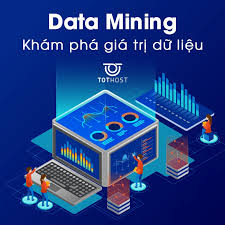 Data Mining
Khám phá giá trị dữ liệu
TOTHOST